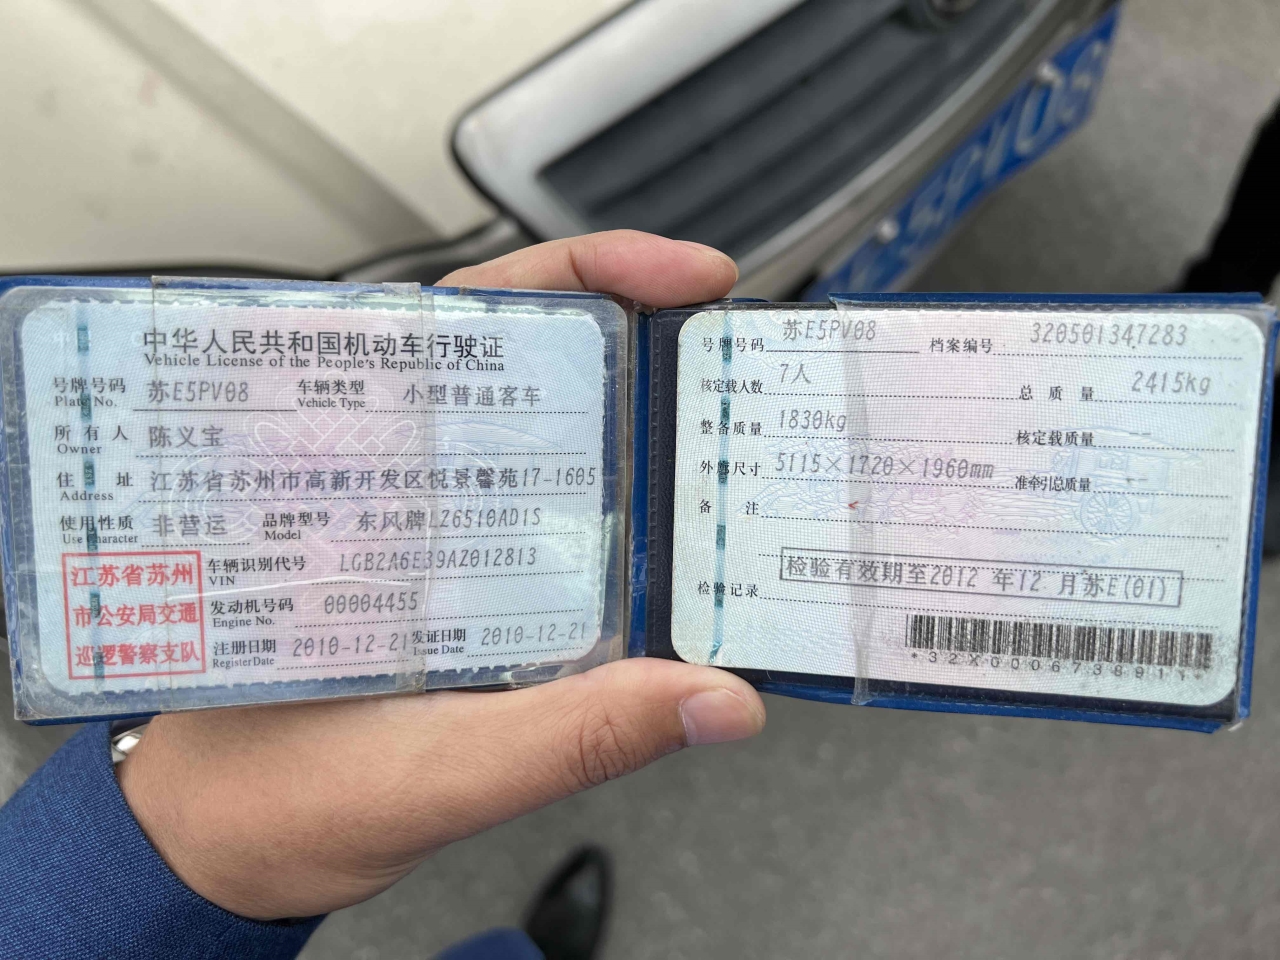 中华人民共和国机动车行驶证
Vehicle License of the People's Republic of China
号牌号码 苏E5PV08 车辆类型 小型普通客车
Plate No. Vehicle Type
所有人 陈义宝
Owner
住址 江苏省苏州市高新开发区悦景馨苑17-1605
Address
使用性质 非营运 品牌型号 东风牌LZ6510AD1S
Use Character Model
江苏省苏州
市公安局交通
巡逻警察支队
车辆识别代号 LGB2A6E39AZ012813
VIN
发动机号码 00004455
Engine No.
注册日期 2010-12-21 发证日期 2010-12-21
Register Date Issue Date
号牌号码 苏E5PV08 档案编号 320501347283
核定载人数 7人 总质量 2415kg
整备质量 1830kg 核定载质量
外廓尺寸 5115×1720×1960mm 准牵引总质量
备注
检验记录 检验有效期至2012年12月苏E(01)
*32X0006738911*